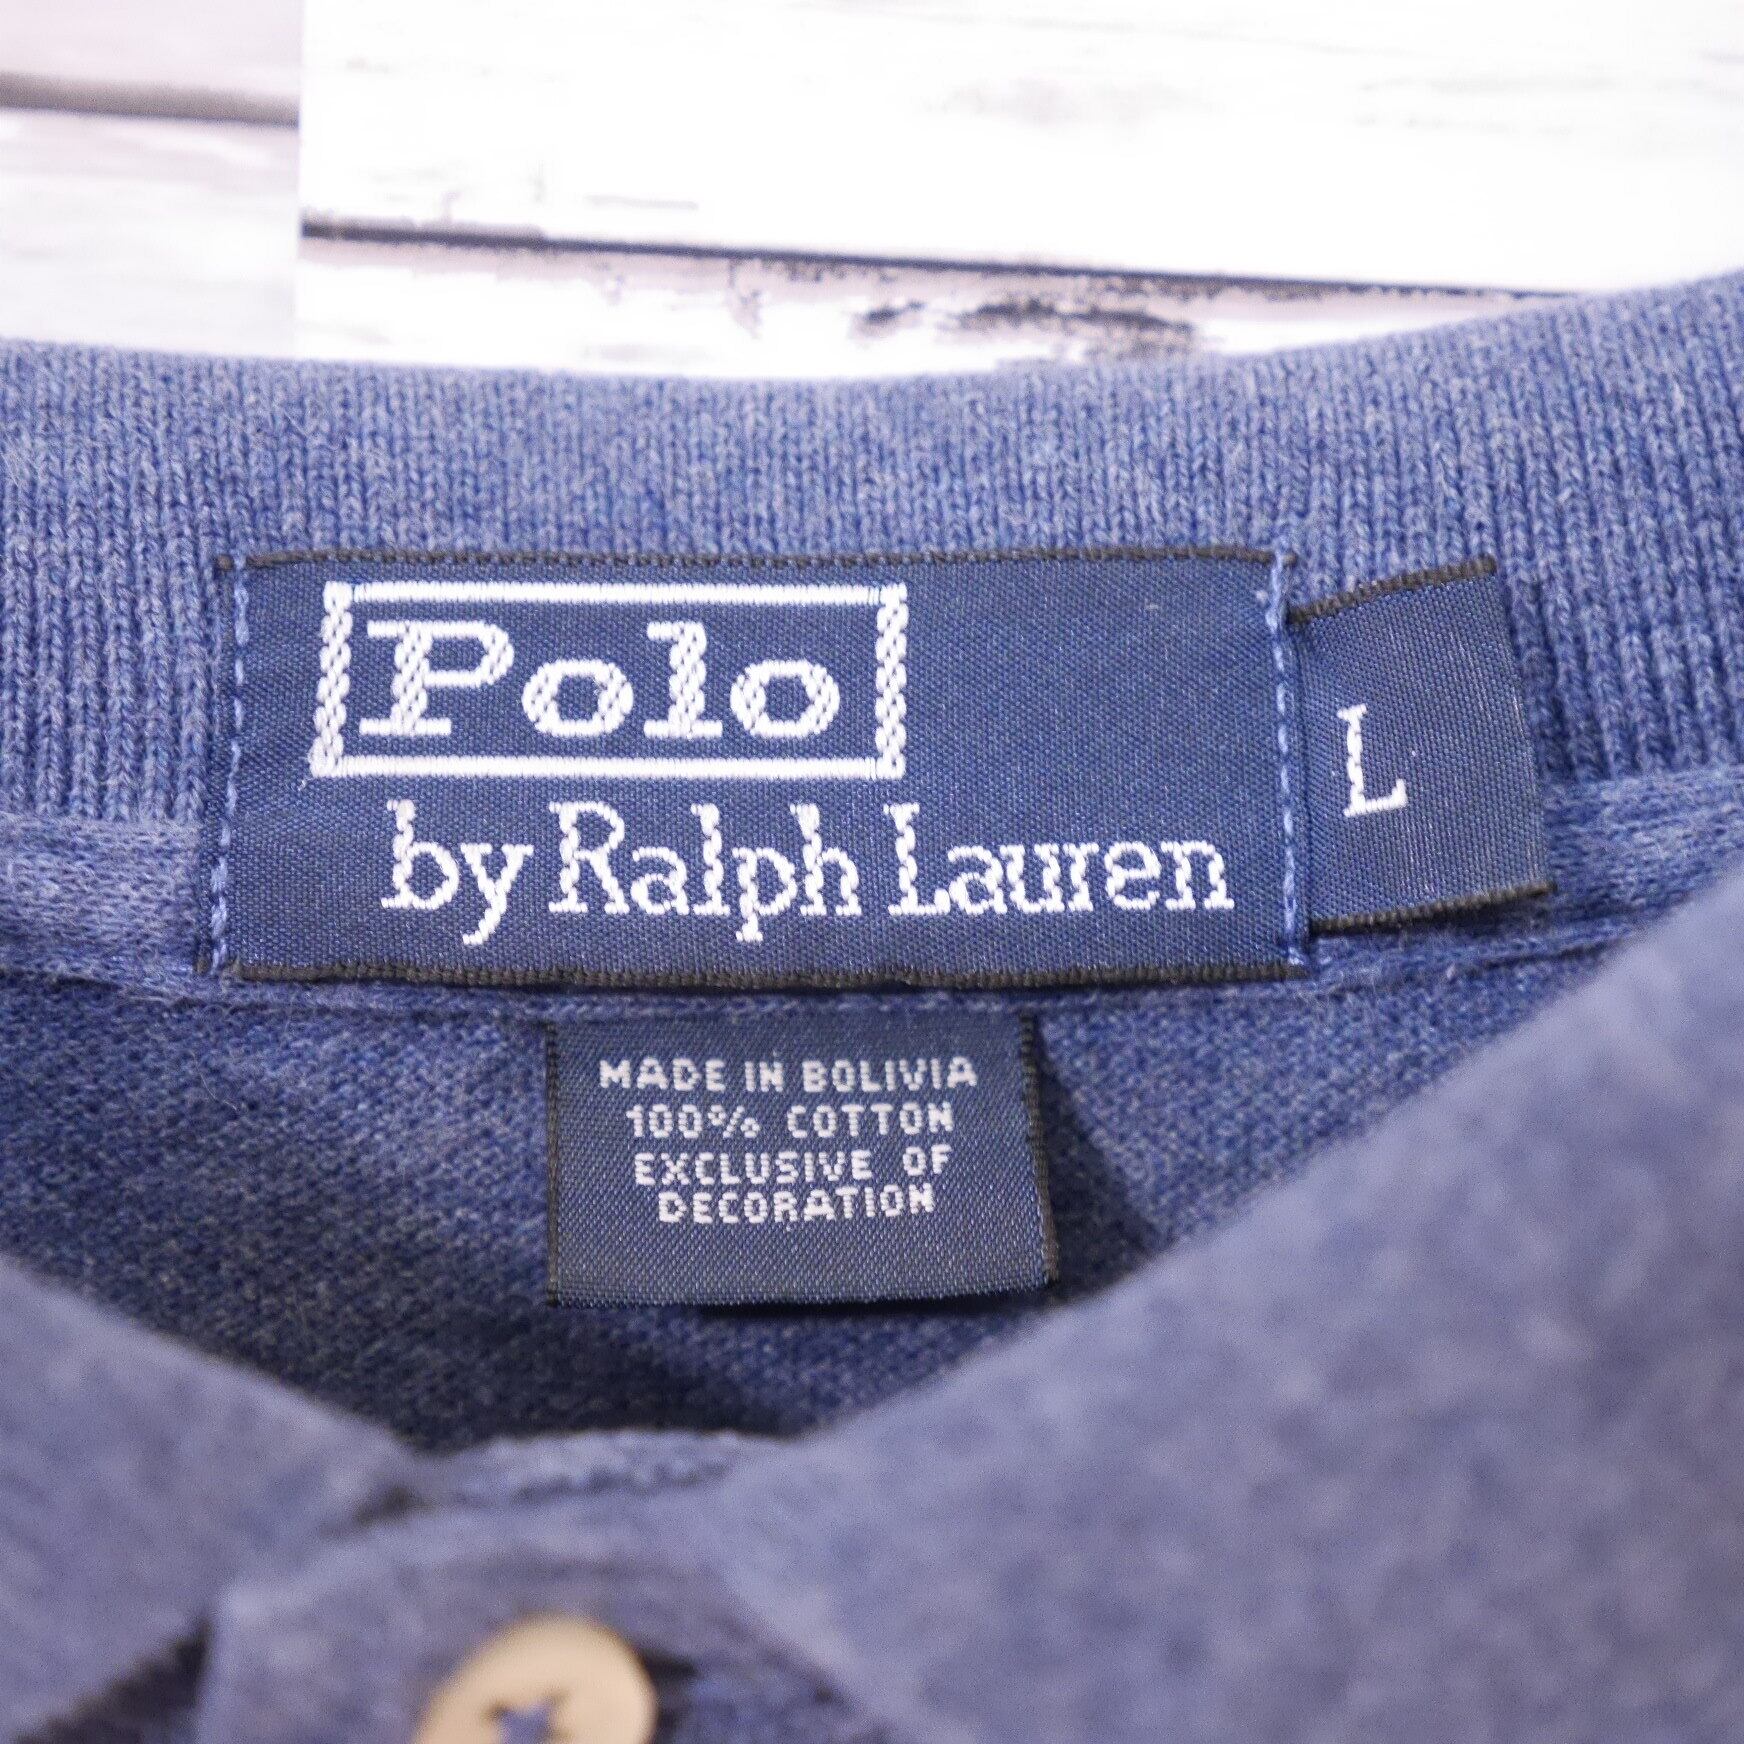 Polo
by Ralph Lauren
L
MADE IN BOLIVIA
100% COTTON
EXCLUSIVE OF
DECORATION